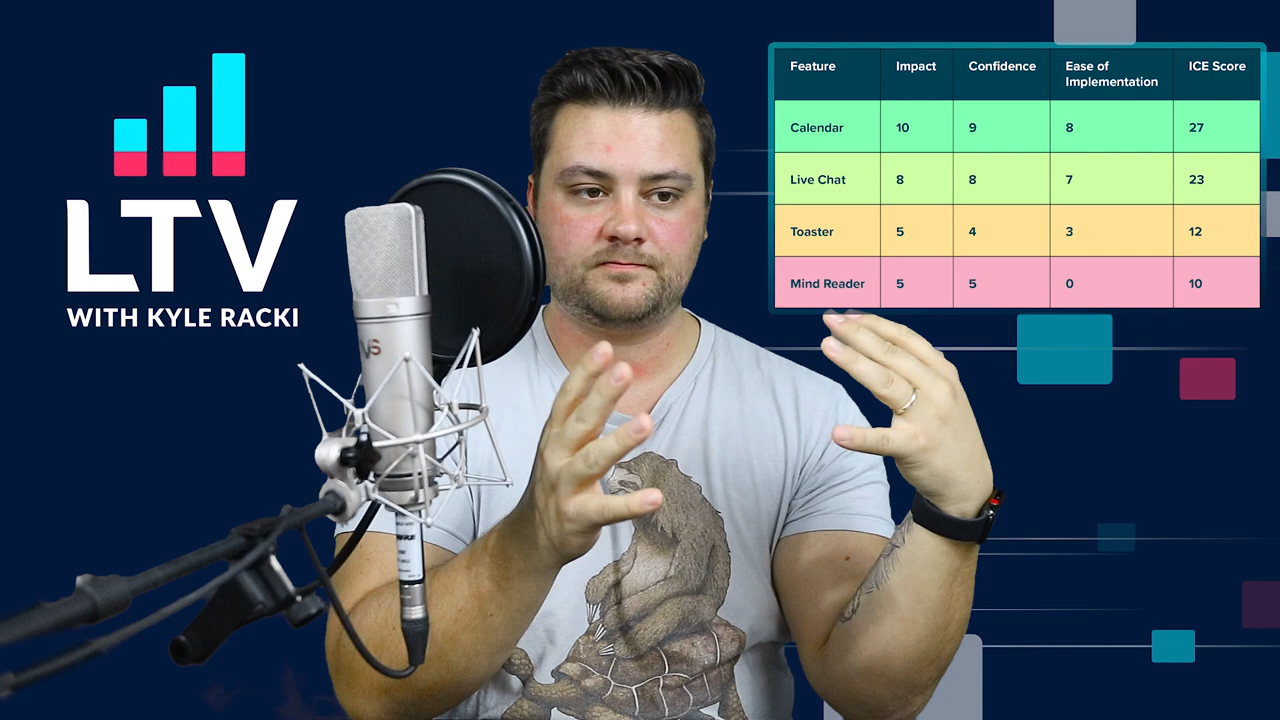 LTV
WITH KYLE RACKI
Feature Impact Confidence Ease of Implementation ICE Score
Calendar 10 9 8 27
Live Chat 8 8 7 23
Toaster 5 4 3 12
Mind Reader 5 5 0 10